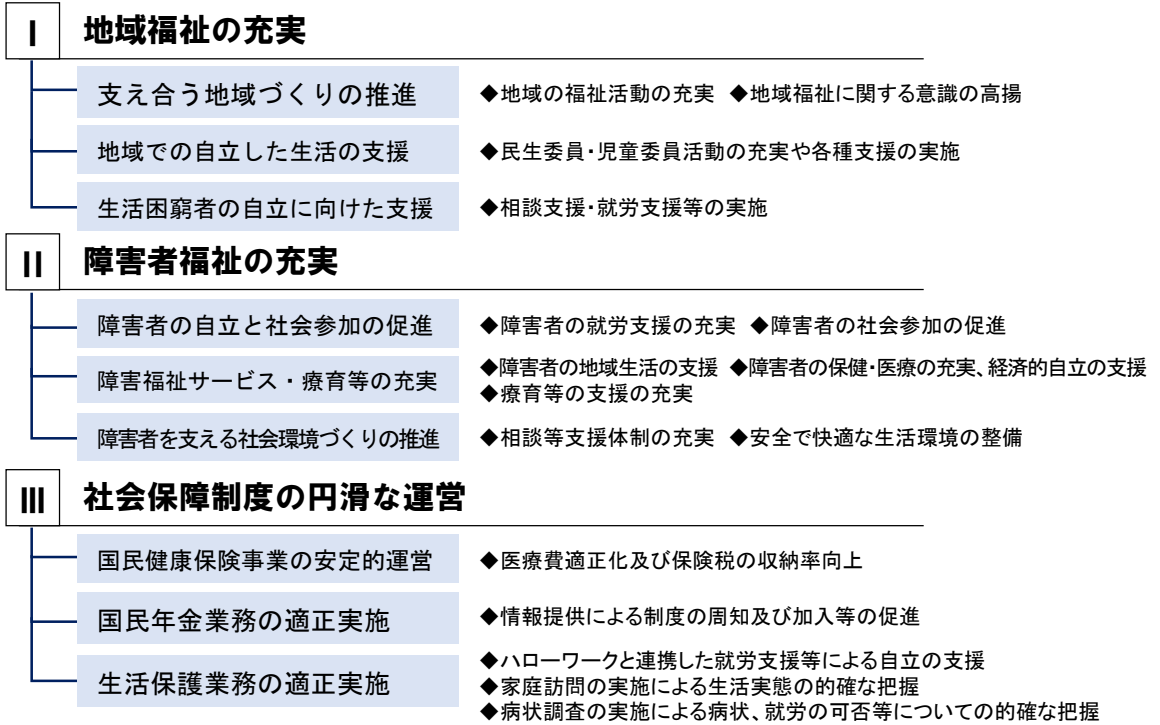 I 地域福祉の充実
支え合う地域づくりの推進 ◆地域の福祉活動の充実 ◆地域福祉に関する意識の高揚
地域での自立した生活の支援 ◆民生委員・児童委員活動の充実や各種支援の実施
生活困窮者の自立に向けた支援 ◆相談支援・就労支援等の実施
II 障害者福祉の充実
障害者の自立と社会参加の促進 ◆障害者の就労支援の充実 ◆障害者の社会参加の促進
障害福祉サービス・療育等の充実 ◆障害者の地域生活の支援 ◆障害者の保健・医療の充実、経済的自立の支援
◆療育等の支援の充実
障害者を支える社会環境づくりの推進 ◆相談等支援体制の充実 ◆安全で快適な生活環境の整備
III 社会保障制度の円滑な運営
国民健康保険事業の安定的運営 ◆医療費適正化及び保険税の収納率向上
国民年金業務の適正実施 ◆情報提供による制度の周知及び加入等の促進
生活保護業務の適正実施 ◆ハローワークと連携した就労支援等による自立の支援
◆家庭訪問の実施による生活実態の的確な把握
◆病状調査の実施による病状、就労の可否等についての的確な把握